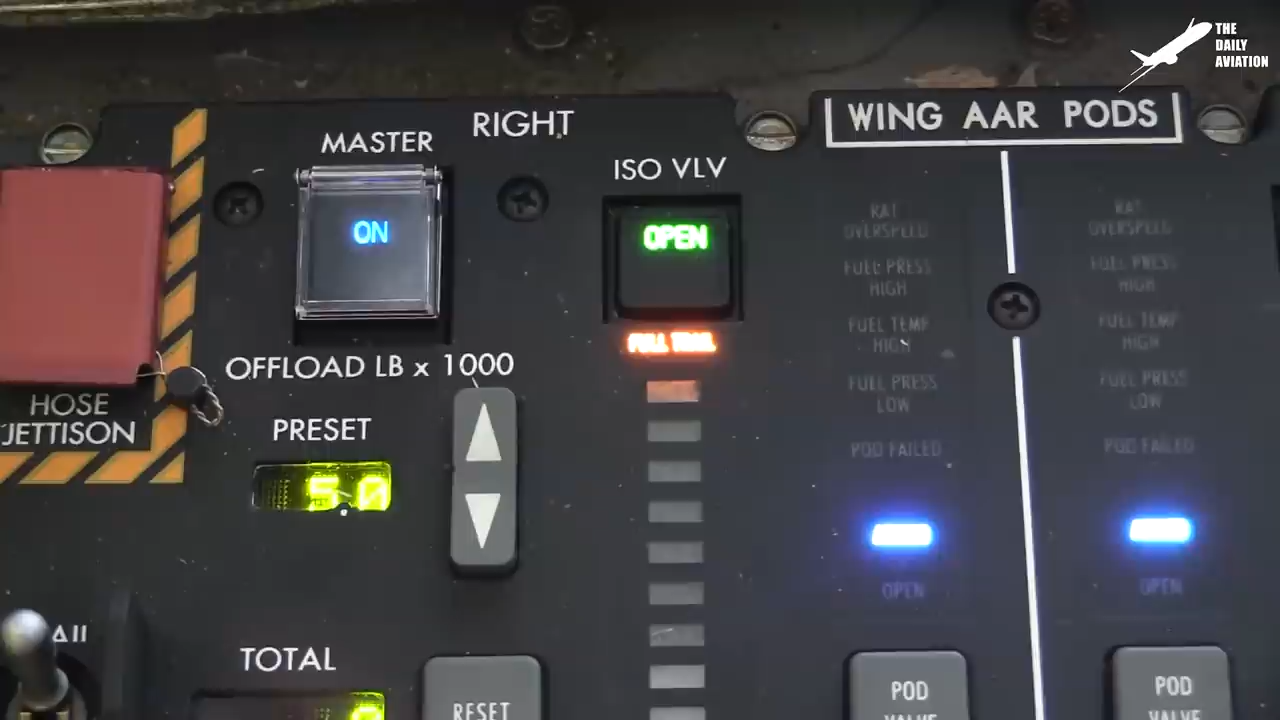 THE
DAILY
AVIATION
RIGHT
MASTER
ON
ISO VLV
OPEN
FULL TRAIL
OFFLOAD LB x 1000
PRESET
5.0
HOSE
JETTISON
TOTAL
RESET
WING AAR PODS
RAT
OVERSPEED
FUEL PRESS
HIGH
FUEL TEMP
HIGH
FUEL PRESS
LOW
POD FAILED
OPEN
POD
VALVE
RAT
OVERSPEED
FUEL PRESS
HIGH
FUEL TEMP
HIGH
FUEL PRESS
LOW
POD FAILED
OPEN
POD
VALVE